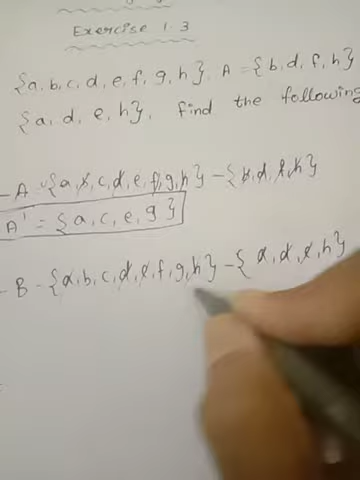 Exercise 1.3
{a, b, c, d, e, f, g, h}, A = {b, d, f, h}
{a, d, e, h}, find the following
- A = {a, b, c, d, e, f, g, h} - {b, d, f, h}
A' = {a, c, e, g}
- B - {a, b, c, d, e, f, g, h} - {a, d, e, h}